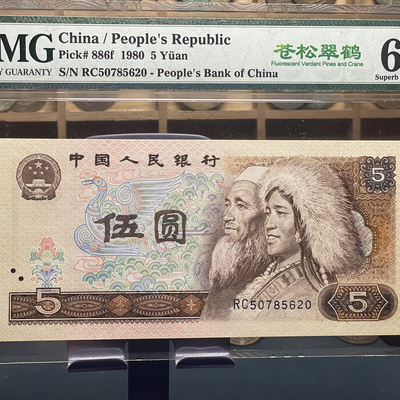 MG China / People's Republic
Pick# 886f 1980 5 Yüan
Y GUARANTY S/N RC50785620 - People's Bank of China
苍松翠鹤
Fluorescent Verdant Pines and Crane
6
Superb
中国人民银行
5
伍圆
RC50785620
5
5